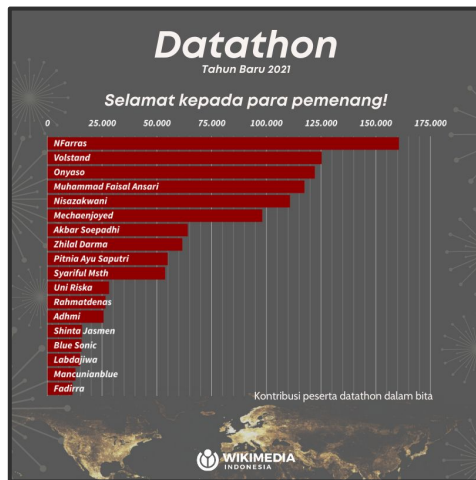 Datathon
Tahun Baru 2021
Selamat kepada para pemenang!
0 25.000 50.000 75.000 100.000 125.000 150.000 175.000
NFarras
Volstand
Onyaso
Muhammad Faisal Ansari
Nisazakwani
Mechaenjoyed
Akbar Soepadhi
Zhilal Darma
Pitnia Ayu Saputri
Syariful Msth
Uni Riska
Rahmatdenas
Adhmi
Shinta Jasmen
Blue Sonic
Labdajiwa
Mancunianblue
Fadirra
Kontribusi peserta datathon dalam bita
WIKIMEDIA
INDONESIA